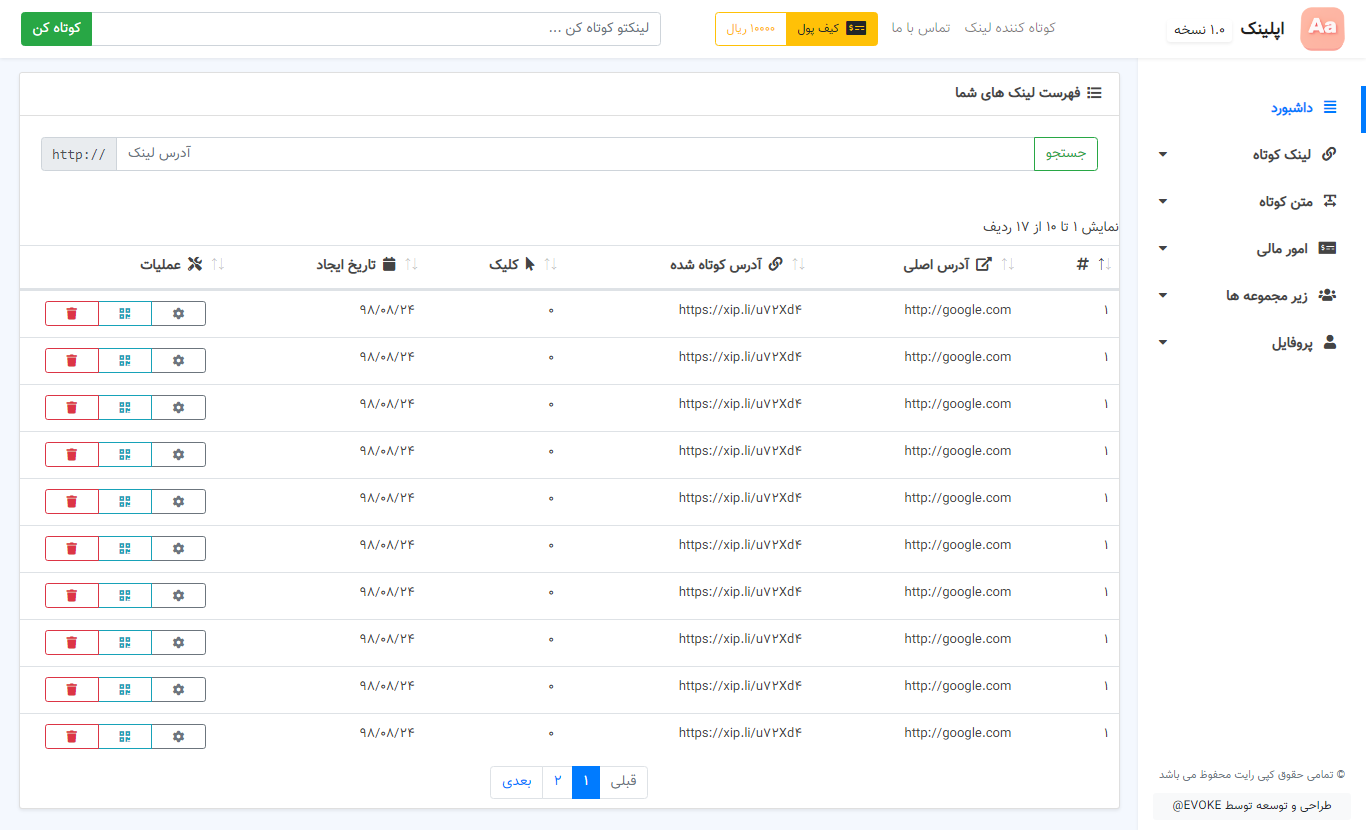 اپلینک ۱.۰ نسخه
کوتاه کننده لینک تماس با ما
کیف پول ۱۰۰۰۰ ریال
لینکتو کوتاه کن ... کوتاه کن
داشبورد
لینک کوتاه
متن کوتاه
امور مالی
زیر مجموعه ها
پروفایل
© تمامی حقوق کپی رایت محفوظ می باشد
طراحی و توسعه توسط EVOKE@
فهرست لینک های شما
جستجو آدرس لینک http://
نمایش ۱ تا ۱۰ از ۱۷ ردیف
# آدرس اصلی آدرس کوتاه شده کلیک تاریخ ایجاد عملیات
۱ http://google.com https://xip.li/u۷۲Xd۴ ۰ ۹۸/۰۸/۲۴
۱ http://google.com https://xip.li/u۷۲Xd۴ ۰ ۹۸/۰۸/۲۴
۱ http://google.com https://xip.li/u۷۲Xd۴ ۰ ۹۸/۰۸/۲۴
۱ http://google.com https://xip.li/u۷۲Xd۴ ۰ ۹۸/۰۸/۲۴
۱ http://google.com https://xip.li/u۷۲Xd۴ ۰ ۹۸/۰۸/۲۴
۱ http://google.com https://xip.li/u۷۲Xd۴ ۰ ۹۸/۰۸/۲۴
۱ http://google.com https://xip.li/u۷۲Xd۴ ۰ ۹۸/۰۸/۲۴
۱ http://google.com https://xip.li/u۷۲Xd۴ ۰ ۹۸/۰۸/۲۴
۱ http://google.com https://xip.li/u۷۲Xd۴ ۰ ۹۸/۰۸/۲۴
۱ http://google.com https://xip.li/u۷۲Xd۴ ۰ ۹۸/۰۸/۲۴
قبلی ۱ ۲ بعدی
Aa